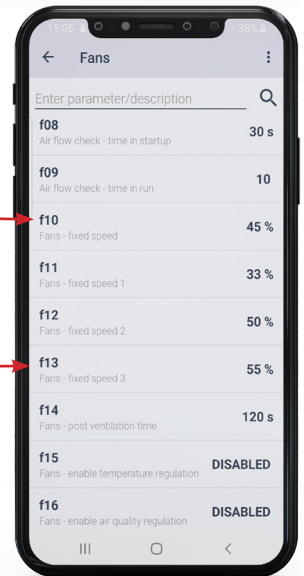 15:05
38%
Fans
Enter parameter/description
f08
Air flow check - time in startup
30 s
f09
Air flow check - time in run
10
f10
Fans - fixed speed
45 %
f11
Fans - fixed speed 1
33 %
f12
Fans - fixed speed 2
50 %
f13
Fans - fixed speed 3
55 %
f14
Fans - post ventilation time
120 s
f15
Fans - enable temperature regulation
DISABLED
f16
Fans - enable air quality regulation
DISABLED